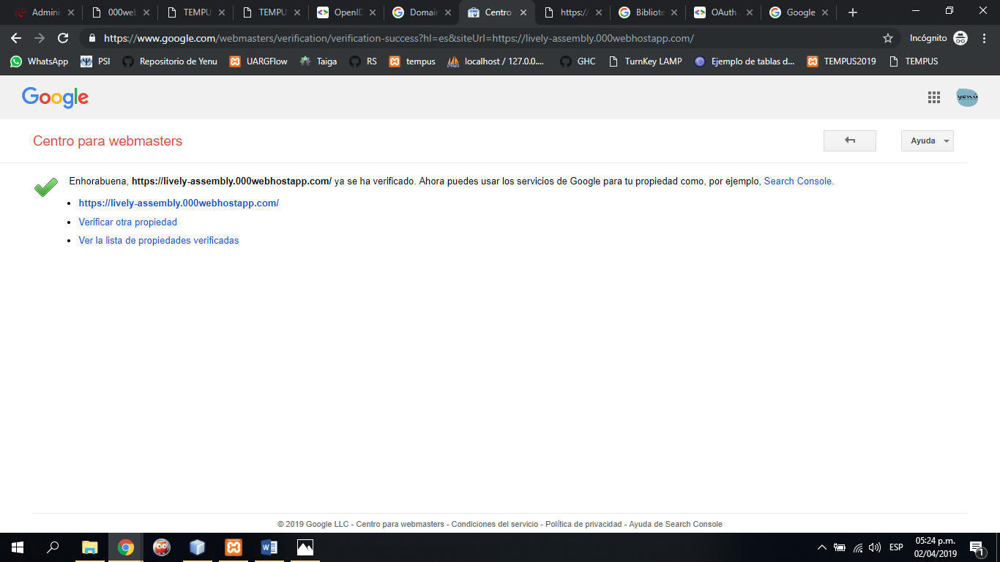 Adminis
000web
TEMPU
TEMPU
OpenID
Domain
Centro
https://
Bibliote
OAuth
Google
https://www.google.com/webmasters/verification/verification-success?hl=es&siteUrl=https://lively-assembly.000webhostapp.com/
Incógnito
WhatsApp
PSI
Repositorio de Yenu
UARGFlow
Taiga
RS
tempus
localhost / 127.0.0....
GHC
TurnKey LAMP
Ejemplo de tablas d...
TEMPUS2019
TEMPUS
Google
yenú
Centro para webmasters
Ayuda
Enhorabuena, https://lively-assembly.000webhostapp.com/ ya se ha verificado. Ahora puedes usar los servicios de Google para tu propiedad como, por ejemplo, Search Console.
https://lively-assembly.000webhostapp.com/
Verificar otra propiedad
Ver la lista de propiedades verificadas
© 2019 Google LLC - Centro para webmasters - Condiciones del servicio - Política de privacidad - Ayuda de Search Console
ESP
05:24 p.m.
02/04/2019
1